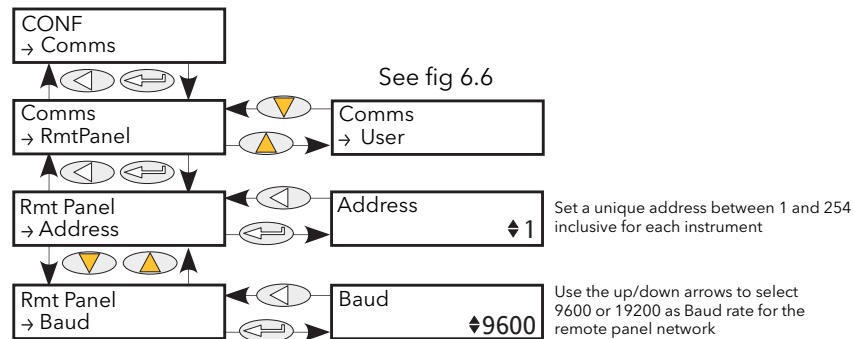 CONF
→ Comms
See fig 6.6
Comms
→ RmtPanel
Comms
→ User
Rmt Panel
→ Address
Address
1
Set a unique address between 1 and 254
inclusive for each instrument
Rmt Panel
→ Baud
Baud
9600
Use the up/down arrows to select
9600 or 19200 as Baud rate for the
remote panel network